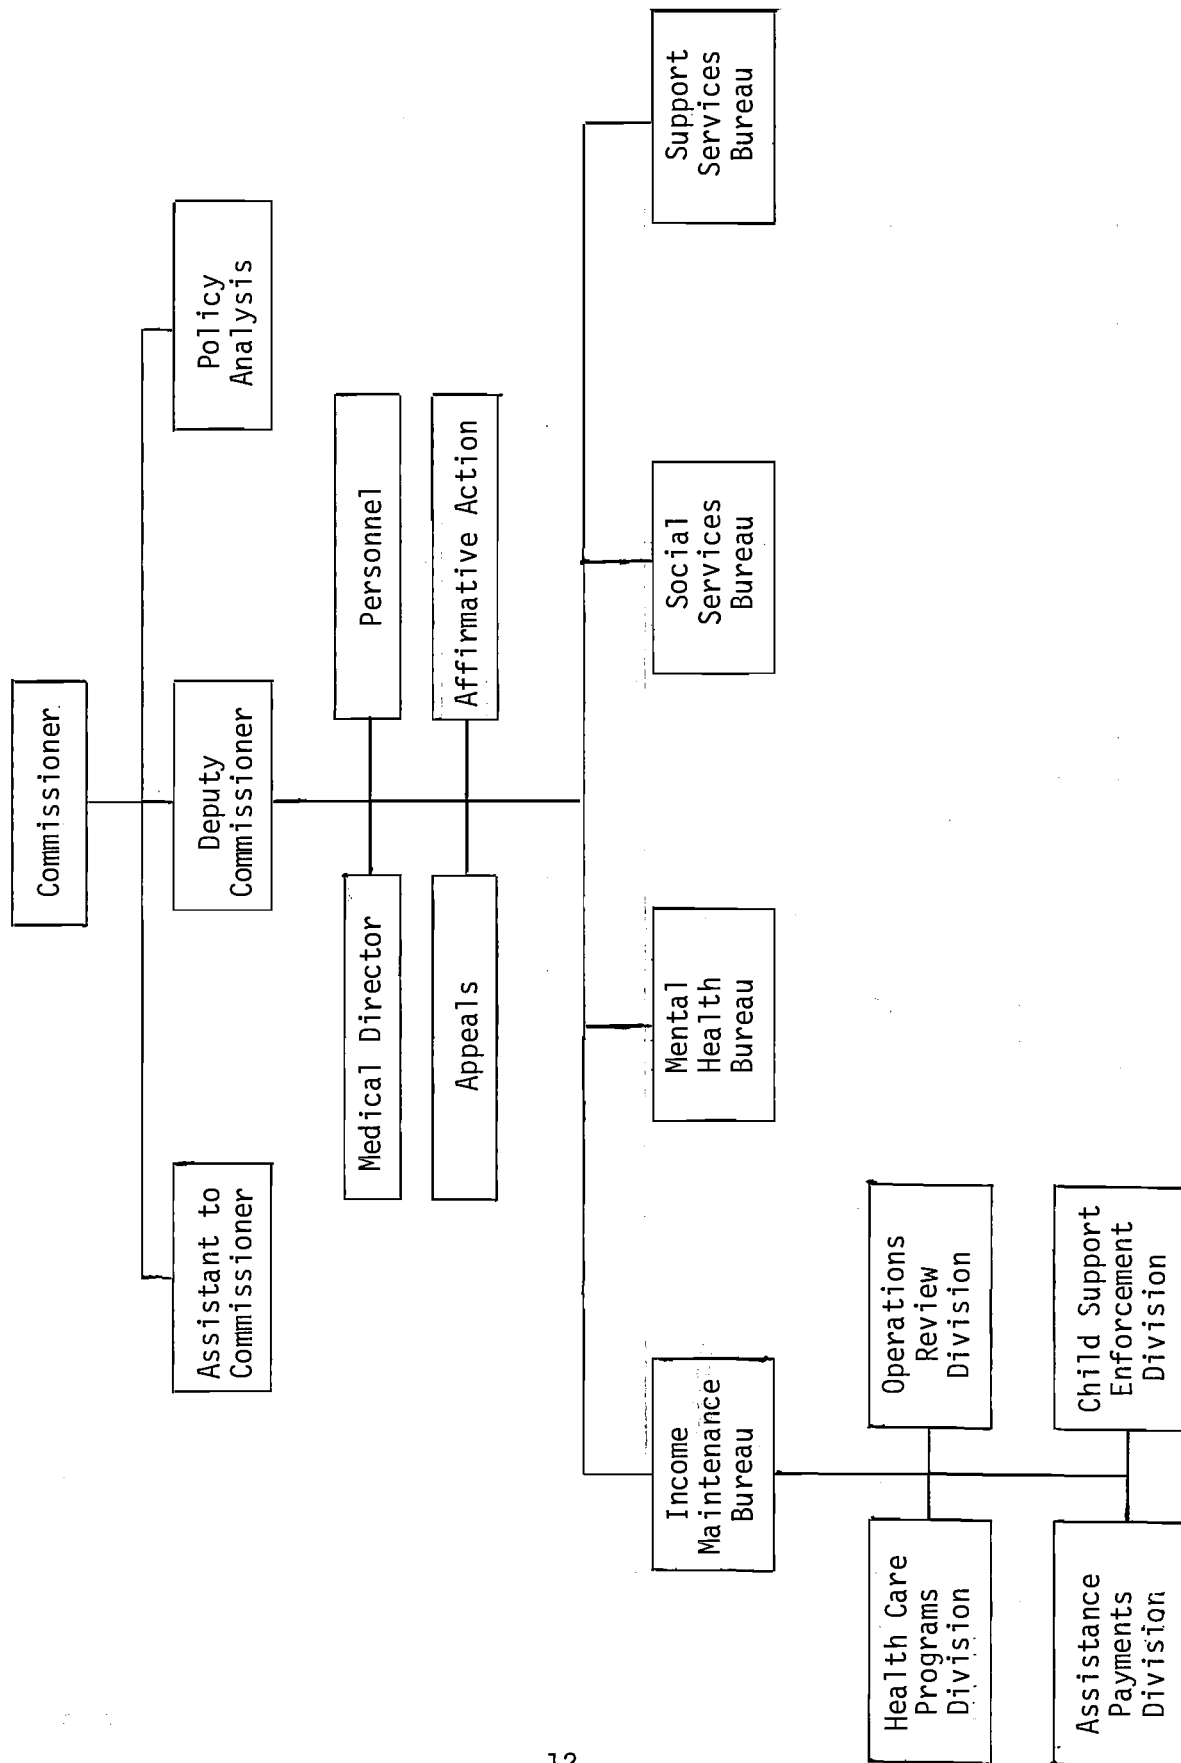 Commissioner
Assistant to
Commissioner
Deputy
Commissioner
Policy
Analysis
Medical Director
Personnel
Appeals
Affirmative Action
Income
Maintenance
Bureau
Mental
Health
Bureau
Social
Services
Bureau
Support
Services
Bureau
Health Care
Programs
Division
Operations
Review
Division
Assistance
Payments
Division
Child Support
Enforcement
Division
12